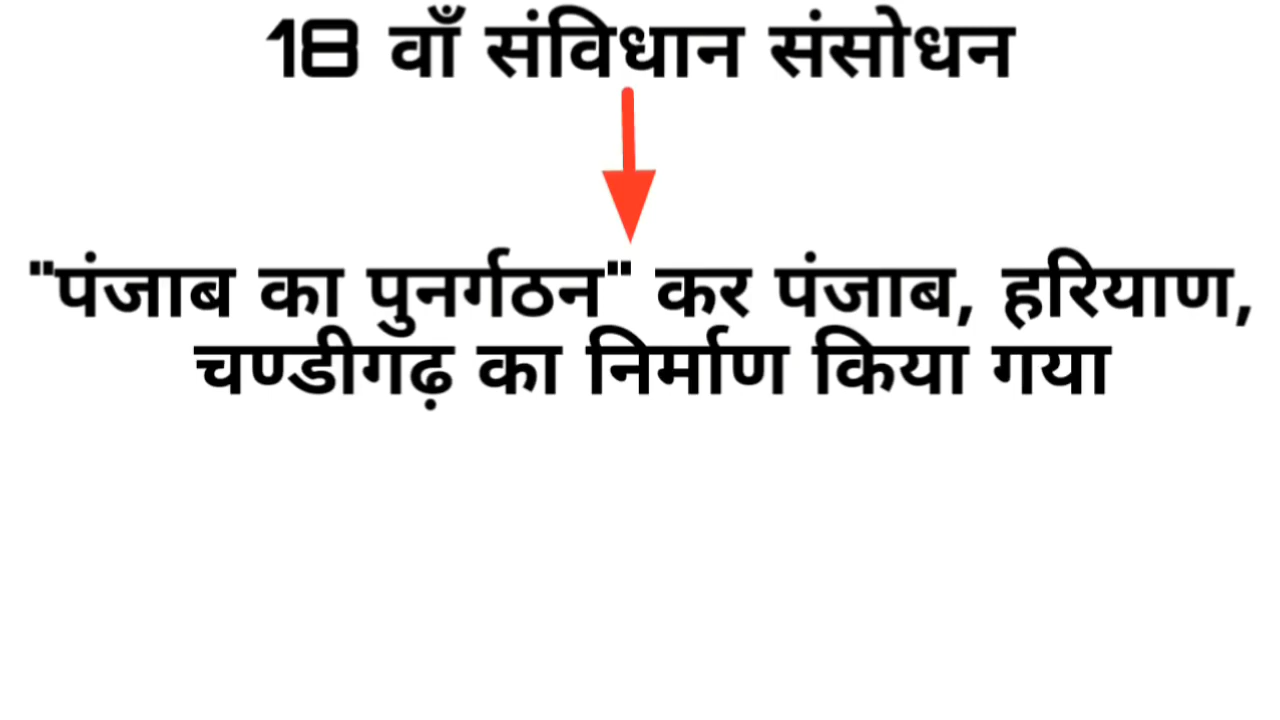 18 वाँ संविधान संसोधन
"पंजाब का पुनर्गठन" कर पंजाब, हरियाण,
चण्डीगढ़ का निर्माण किया गया